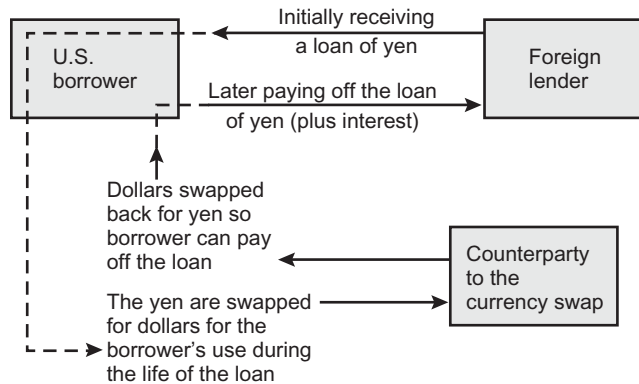 Initially receiving
a loan of yen
U.S.
borrower
Foreign
lender
Later paying off the loan
of yen (plus interest)
Dollars swapped
back for yen so
borrower can pay
off the loan
Counterparty
to the
currency swap
The yen are swapped
for dollars for the
borrower's use during
the life of the loan